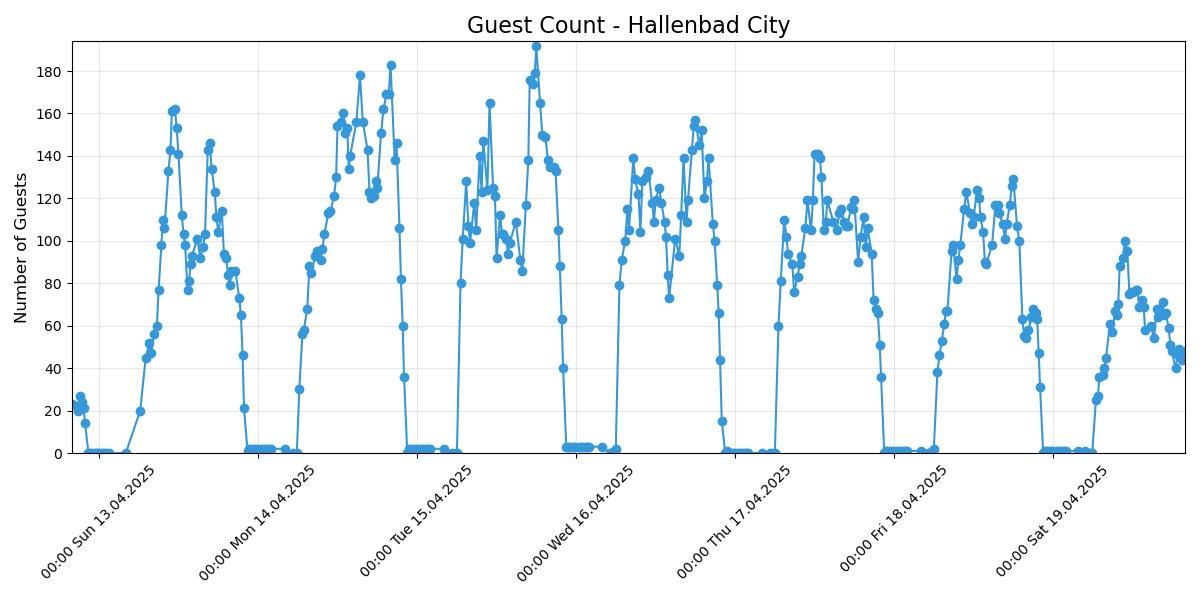 Guest Count - Hallenbad City
Number of Guests
180
160
140
120
100
80
60
40
20
0
00:00 Sun 13.04.2025
00:00 Mon 14.04.2025
00:00 Tue 15.04.2025
00:00 Wed 16.04.2025
00:00 Thu 17.04.2025
00:00 Fri 18.04.2025
00:00 Sat 19.04.2025